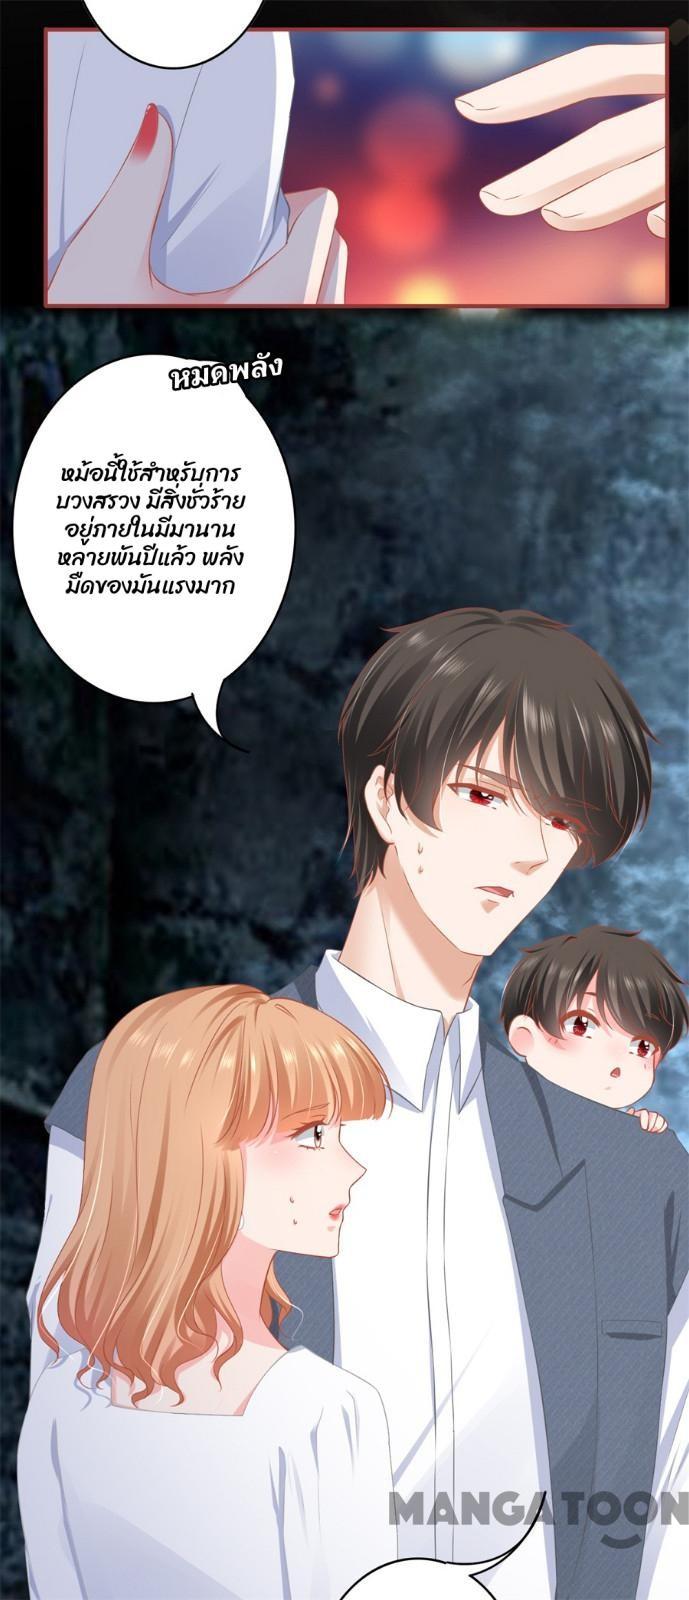 หมดพลัง
หม้อนี้ใช้สำหรับการ
บวงสรวง มีสิ่งชั่วร้าย
อยู่ภายในมีมานาน
หลายพันปีแล้ว พลัง
มืดของมันแรงมาก
MANGATOON